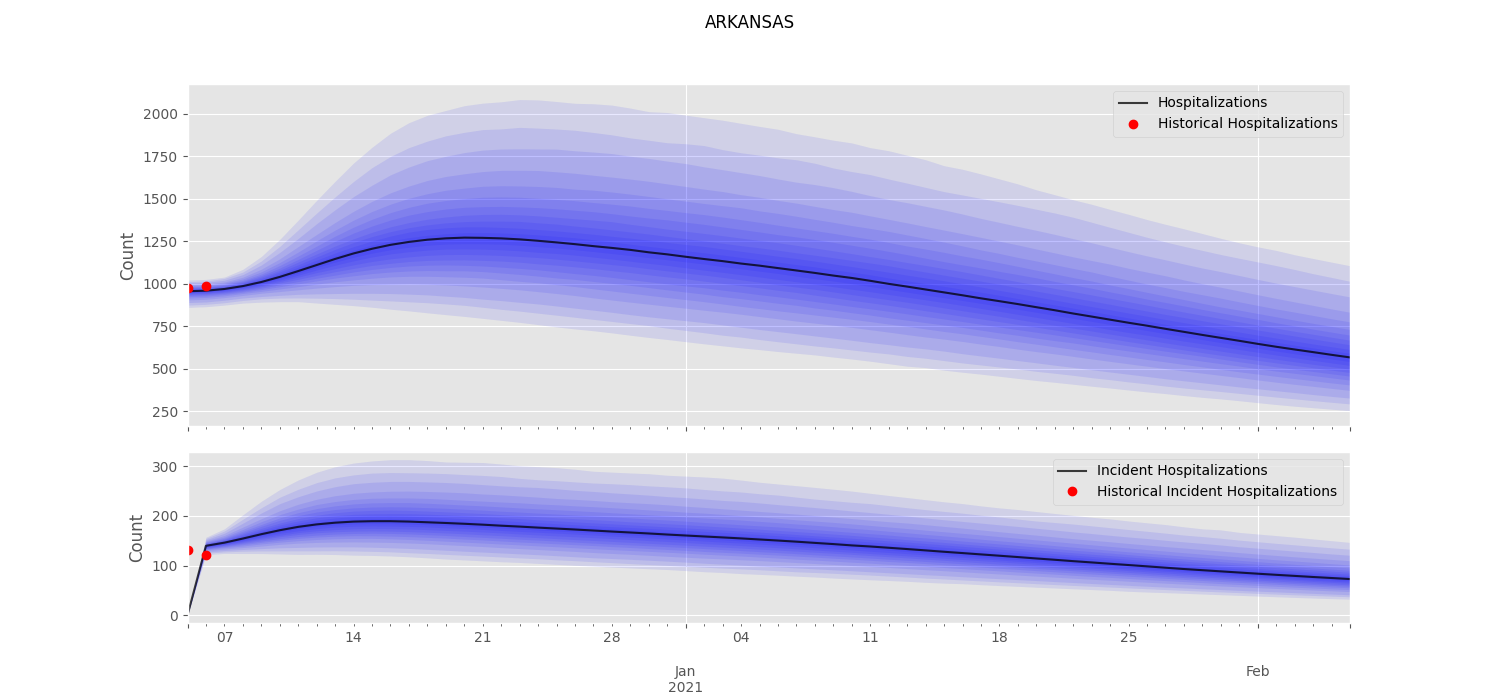 ARKANSAS
Hospitalizations
Historical Hospitalizations
Count
2000
1750
1500
1250
1000
750
500
250
Incident Hospitalizations
Historical Incident Hospitalizations
Count
300
200
100
0
07 14 21 28 04 11 18 25
Jan Feb
2021